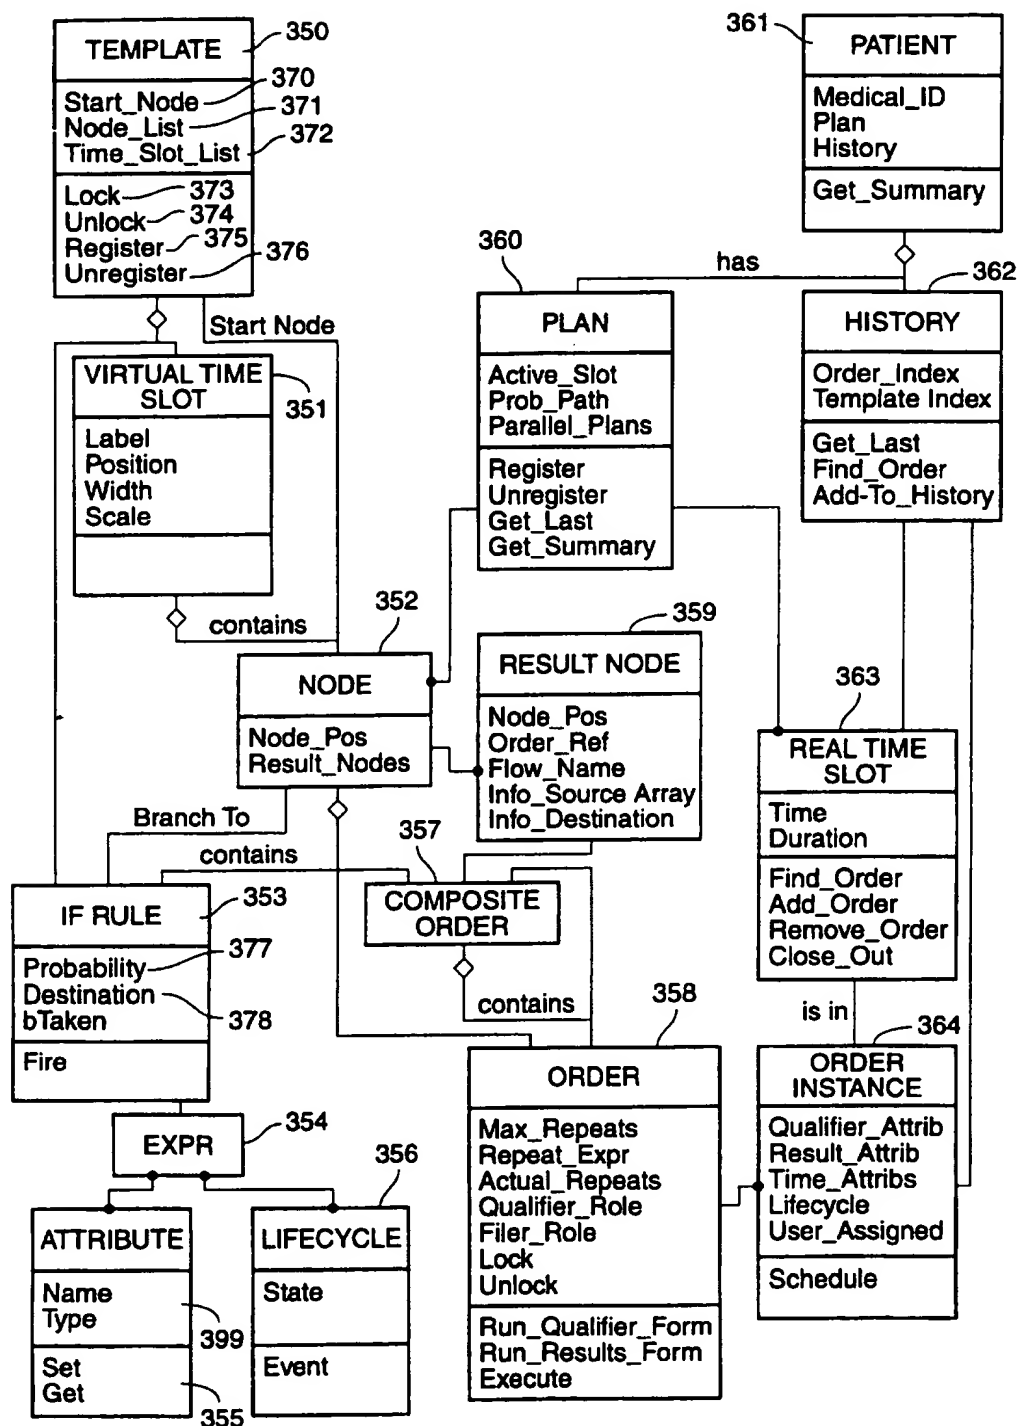 TEMPLATE
350
Start_Node
370
Node_List
371
Time_Slot_List
372
Lock
373
Unlock
374
Register
375
Unregister
376
361
PATIENT
Medical_ID
Plan
History
Get_Summary
has
360
362
Start Node
PLAN
Active_Slot
Prob_Path
Parallel_Plans
Register
Unregister
Get_Last
Get_Summary
HISTORY
Order_Index
Template Index
Get_Last
Find_Order
Add-To_History
VIRTUAL TIME
SLOT
351
Label
Position
Width
Scale
contains
352
NODE
Node_Pos
Result_Nodes
359
RESULT NODE
Node_Pos
Order_Ref
Flow_Name
Info_Source Array
Info_Destination
363
REAL TIME
SLOT
Time
Duration
Find_Order
Add_Order
Remove_Order
Close_Out
Branch To
contains
357
COMPOSITE
ORDER
contains
353
IF RULE
377
Probability
Destination
bTaken
378
Fire
354
EXPR
356
ATTRIBUTE
Name
Type
399
Set
Get
355
LIFECYCLE
State
Event
358
ORDER
Max_Repeats
Repeat_Expr
Actual_Repeats
Qualifier_Role
Filer_Role
Lock
Unlock
Run_Qualifier_Form
Run_Results_Form
Execute
is in
364
ORDER
INSTANCE
Qualifier_Attrib
Result_Attrib
Time_Attribs
Lifecycle
User_Assigned
Schedule